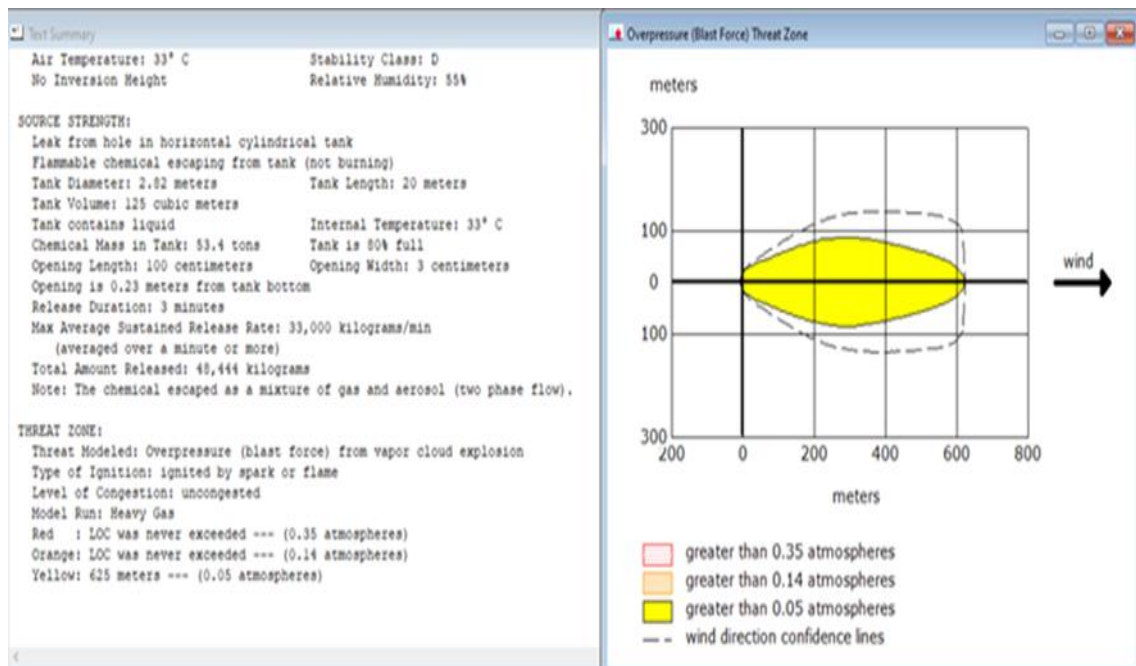 Text Summary
Air Temperature: 33° C Stability Class: D
No Inversion Height Relative Humidity: 55%
SOURCE STRENGTH:
Leak from hole in horizontal cylindrical tank
Flammable chemical escaping from tank (not burning)
Tank Diameter: 2.82 meters Tank Length: 20 meters
Tank Volume: 125 cubic meters
Tank contains liquid Internal Temperature: 33° C
Chemical Mass in Tank: 53.4 tons Tank is 80% full
Opening Length: 100 centimeters Opening Width: 3 centimeters
Opening is 0.23 meters from tank bottom
Release Duration: 3 minutes
Max Average Sustained Release Rate: 33,000 kilograms/min
(averaged over a minute or more)
Total Amount Released: 48,444 kilograms
Note: The chemical escaped as a mixture of gas and aerosol (two phase flow).
THREAT ZONE:
Threat Modeled: Overpressure (blast force) from vapor cloud explosion
Type of Ignition: ignited by spark or flame
Level of Congestion: uncongested
Model Run: Heavy Gas
Red : LOC was never exceeded --- (0.35 atmospheres)
Orange: LOC was never exceeded --- (0.14 atmospheres)
Yellow: 625 meters --- (0.05 atmospheres)
Overpressure (Blast Force) Threat Zone
meters
300
100
0
100
300
200 0 200 400 600 800
meters
wind
greater than 0.35 atmospheres
greater than 0.14 atmospheres
greater than 0.05 atmospheres
wind direction confidence lines